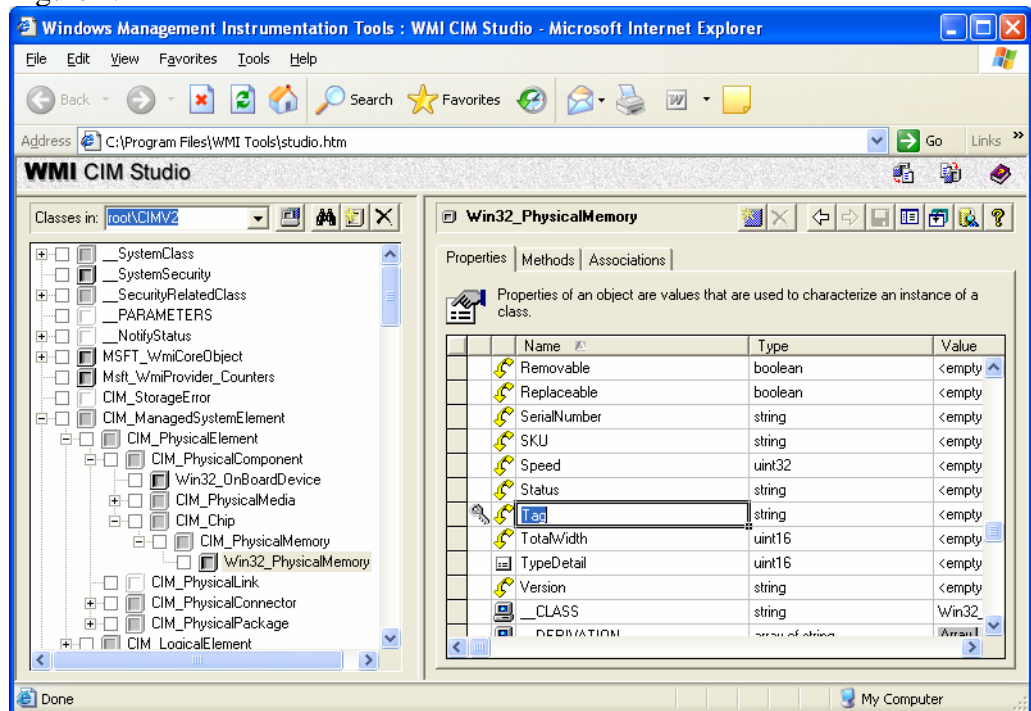 Windows Management Instrumentation Tools : WMI CIM Studio - Microsoft Internet Explorer
File Edit View Favorites Tools Help
Back Search Favorites
Address C:\Program Files\WMI Tools\studio.htm Go Links »
WMI CIM Studio
Classes in: root\CIMV2
__SystemClass
__SystemSecurity
__SecurityRelatedClass
__PARAMETERS
__NotifyStatus
MSFT_WmiCoreObject
Msft_WmiProvider_Counters
CIM_StorageError
CIM_ManagedSystemElement
CIM_PhysicalElement
CIM_PhysicalComponent
Win32_OnBoardDevice
CIM_PhysicalMedia
CIM_Chip
CIM_PhysicalMemory
Win32_PhysicalMemory
CIM_PhysicalLink
CIM_PhysicalConnector
CIM_PhysicalPackage
CIM_LogicalElement
Win32_PhysicalMemory
Properties Methods Associations
Properties of an object are values that are used to characterize an instance of a
class.
Name Type Value
Removable boolean <empty
Replaceable boolean <empty
SerialNumber string <empty
SKU string <empty
Speed uint32 <empty
Status string <empty
Tag string <empty
TotalWidth uint16 <empty
TypeDetail uint16 <empty
Version string <empty
__CLASS string Win32_
__DERIVATION array of string Array
Done My Computer